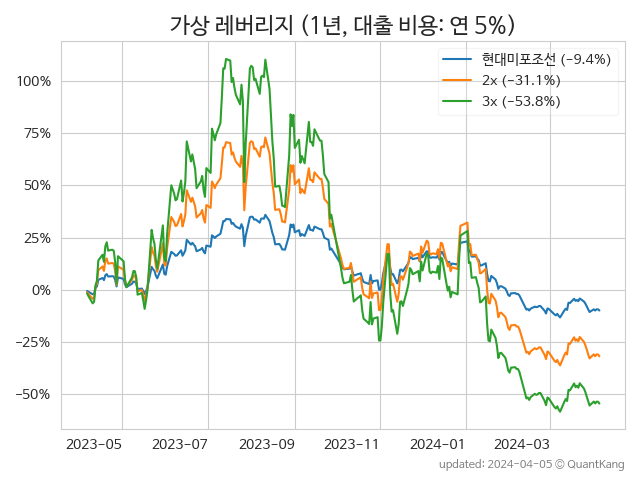 가상 레버리지 (1년, 대출 비용: 연 5%)
현대미포조선 (−9.4%)
2x (−31.1%)
3x (−53.8%)
100%
75%
50%
25%
0%
−25%
−50%
2023-05 2023-07 2023-09 2023-11 2024-01 2024-03
updated: 2024-04-05 © QuantKang